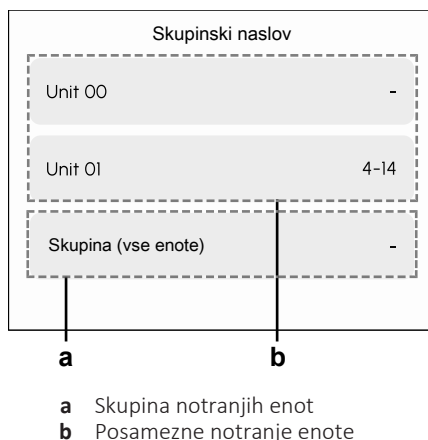 Skupinski naslov
Unit 00 -
Unit 01 4-14
Skupina (vse enote) -
a b
a Skupina notranjih enot
b Posamezne notranje enote